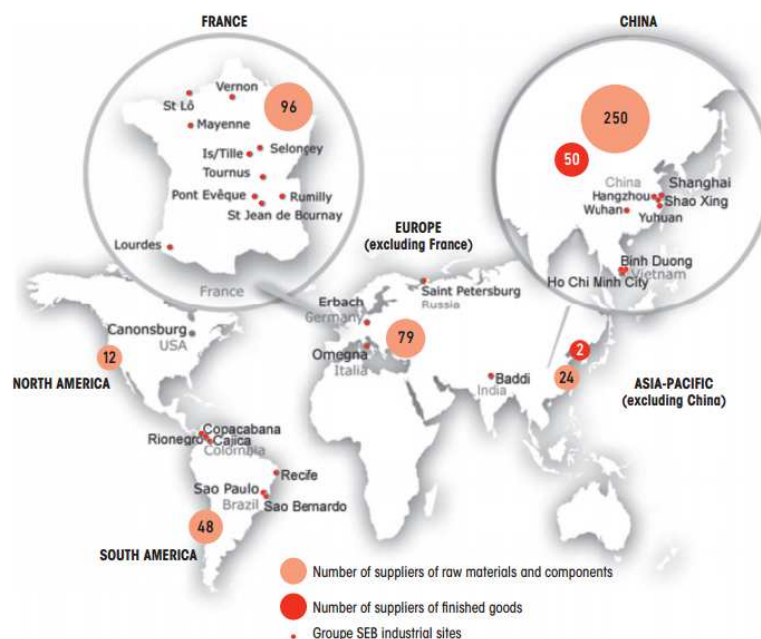 FRANCE
CHINA
Vernon
96
St Lô
Mayenne
Selonçey
Is/Tille
Tournus
Pont Evêque
Rumilly
St Jean de Bournay
Lourdes
France
250
50
China
Shanghai
Hangzhou
Shao Xing
Wuhan
Yuhuan
Binh Duong
Vietnam
Ho Chi Minh City
EUROPE
(excluding France)
Saint Petersburg
Russia
Erbach
Germany
79
Omegna
Italia
Canonsburg
USA
12
NORTH AMERICA
2
24
Baddi
India
ASIA-PACIFIC
(excluding China)
Copacabana
Rionegro
Cajica
Colombia
Recife
Sao Paulo
Brazil
Sao Bernardo
48
SOUTH AMERICA
Number of suppliers of raw materials and components
Number of suppliers of finished goods
Groupe SEB industrial sites